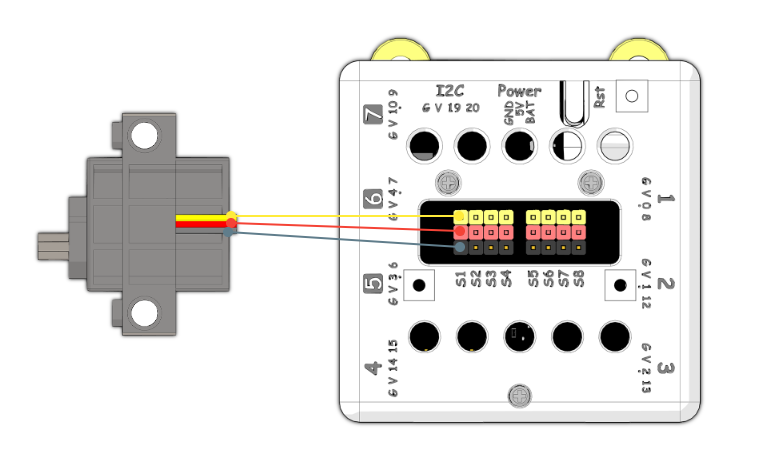 I2C
G V 19 20
Power
GND
5V
BAT
Rst
7
G V 10 9
6
G V 4 7
5
G V 3 6
4
G V 14 15
1
G V 0 8
2
G V 1 12
3
G V 2 13
S1 S2 S3 S4 S5 S6 S7 S8